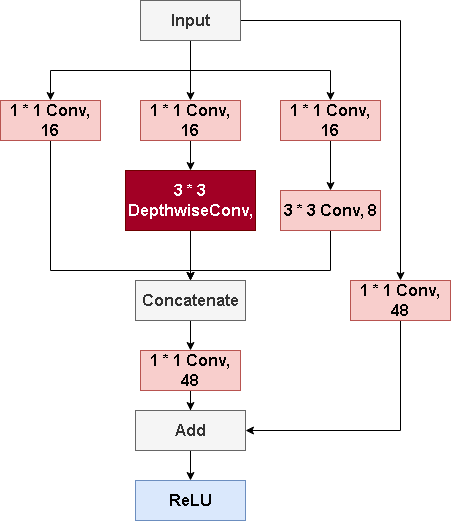 Input
1 * 1 Conv,
16
1 * 1 Conv,
16
1 * 1 Conv,
16
3 * 3
DepthwiseConv,
3 * 3 Conv, 8
Concatenate
1 * 1 Conv,
48
1 * 1 Conv,
48
Add
ReLU